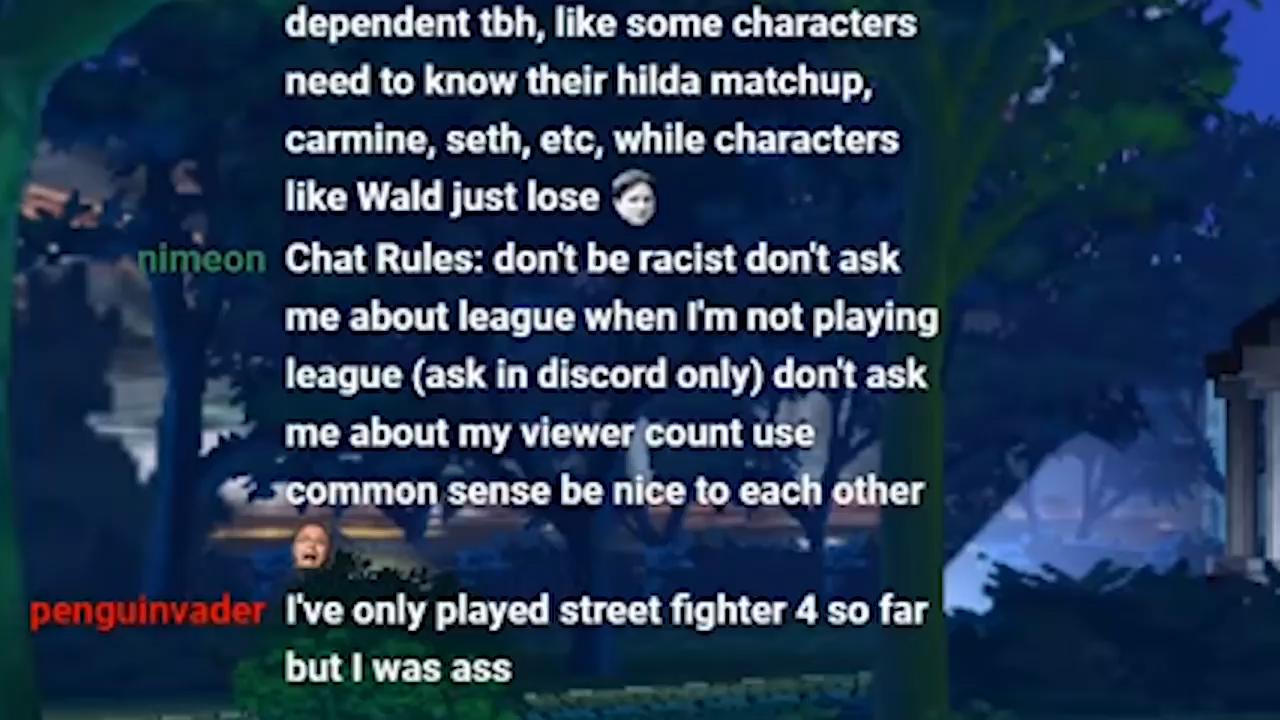 dependent tbh, like some characters
need to know their hilda matchup,
carmine, seth, etc, while characters
like Wald just lose
nimeon Chat Rules: don't be racist don't ask
me about league when I'm not playing
league (ask in discord only) don't ask
me about my viewer count use
common sense be nice to each other
penguinvader I've only played street fighter 4 so far
but I was ass